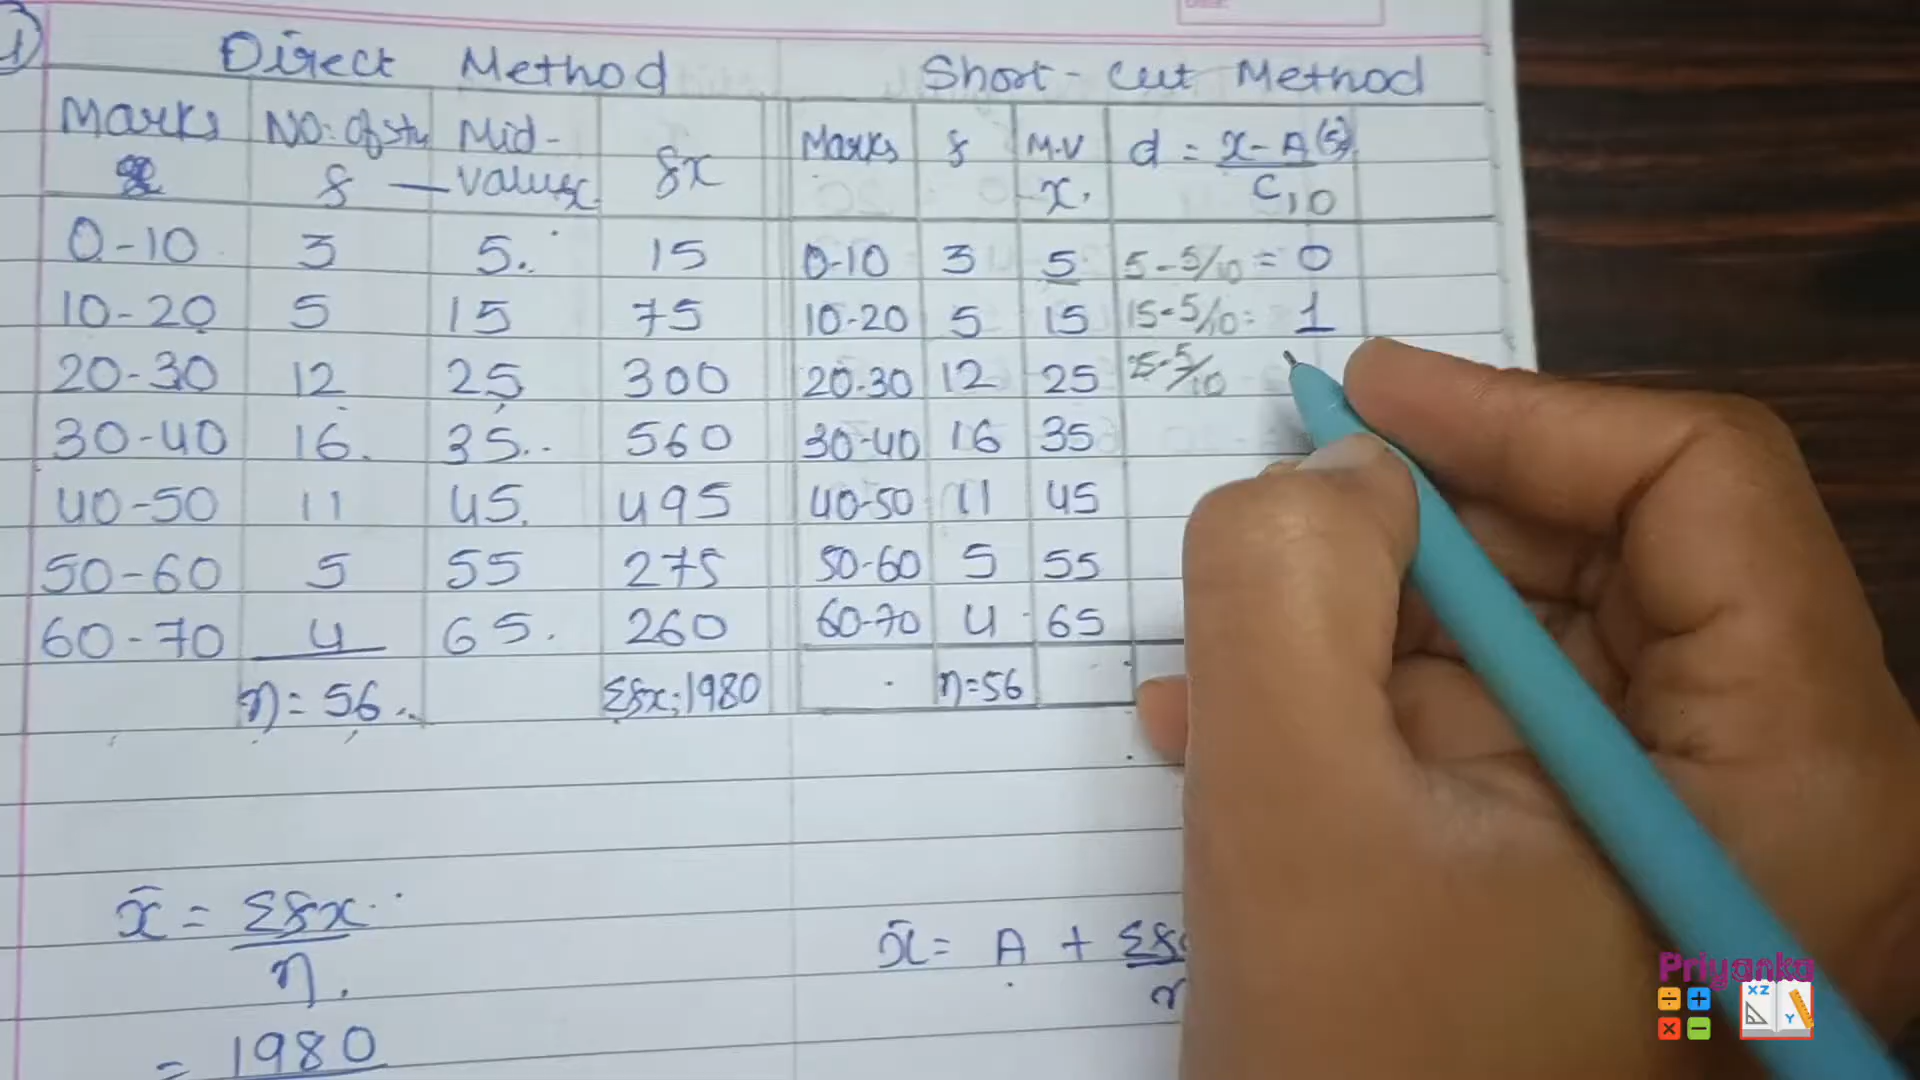 1)
Direct Method Short-cut Method
Marks No. of stu Mid- fx Marks f M.V d = x-A(5)
f — values x x. C, 10
0-10 3 5. 15 0-10 3 5 5-5/10 = 0
10-20 5 15 75 10-20 5 15 15-5/10 = 1
20-30 12 25 300 20-30 12 25 25-5/10
30-40 16. 35.. 560 30-40 16 35
40-50 11 45. 495 40-50 11 45
50-60 5 55 275 50-60 5 55
60-70 4 65. 260 60-70 4 65
n = 56 .. Σfx:1980 n=56
x̄ = Σfx
n.
= 1980
x̄ = A + Σf
n
Priyanka
÷ +
× −
XZ
Y